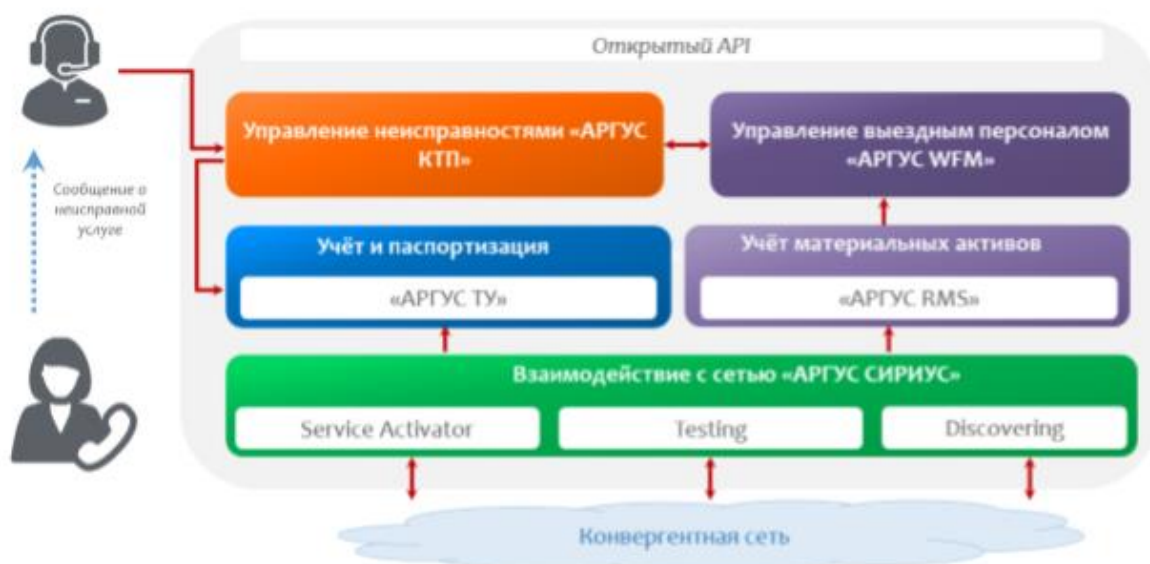 Открытый API
Управление неисправностями «АРГУС
КТП»
Управление выездным персоналом
«АРГУС WFM»
Сообщение о
неисправной
услуге
Учёт и паспортизация
«АРГУС ТУ»
Учёт материальных активов
«АРГУС RMS»
Взаимодействие с сетью «АРГУС СИРИУС»
Service Activator
Testing
Discovering
Конвергентная сеть